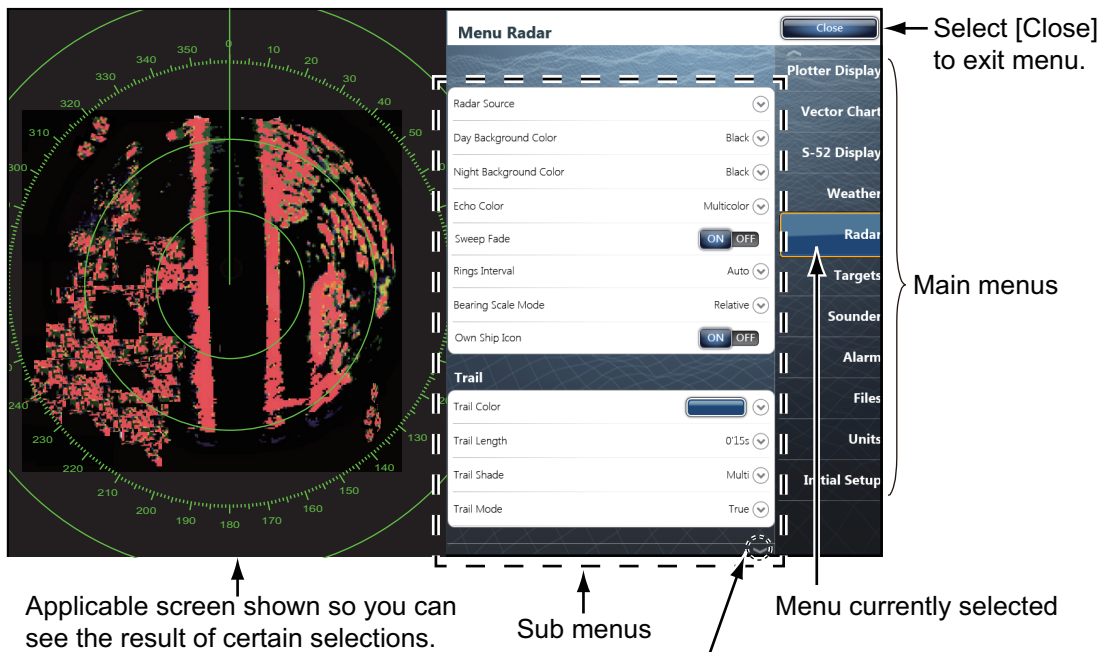 Menu Radar
Close
Select [Close]
to exit menu.
Radar Source
Day Background Color Black
Night Background Color Black
Echo Color Multicolor
Sweep Fade ON OFF
Rings Interval Auto
Bearing Scale Mode Relative
Own Ship Icon ON OFF
Trail
Trail Color
Trail Length 0'15s
Trail Shade Multi
Trail Mode True
Plotter Display
Vector Chart
S-52 Display
Weather
Radar
Targets
Sounder
Alarm
Files
Units
Initial Setup
Main menus
350
0
10
20
30
40
50
130
140
150
160
170
180
190
200
210
220
230
240
300
310
320
330
Applicable screen shown so you can
see the result of certain selections.
Sub menus
Menu currently selected